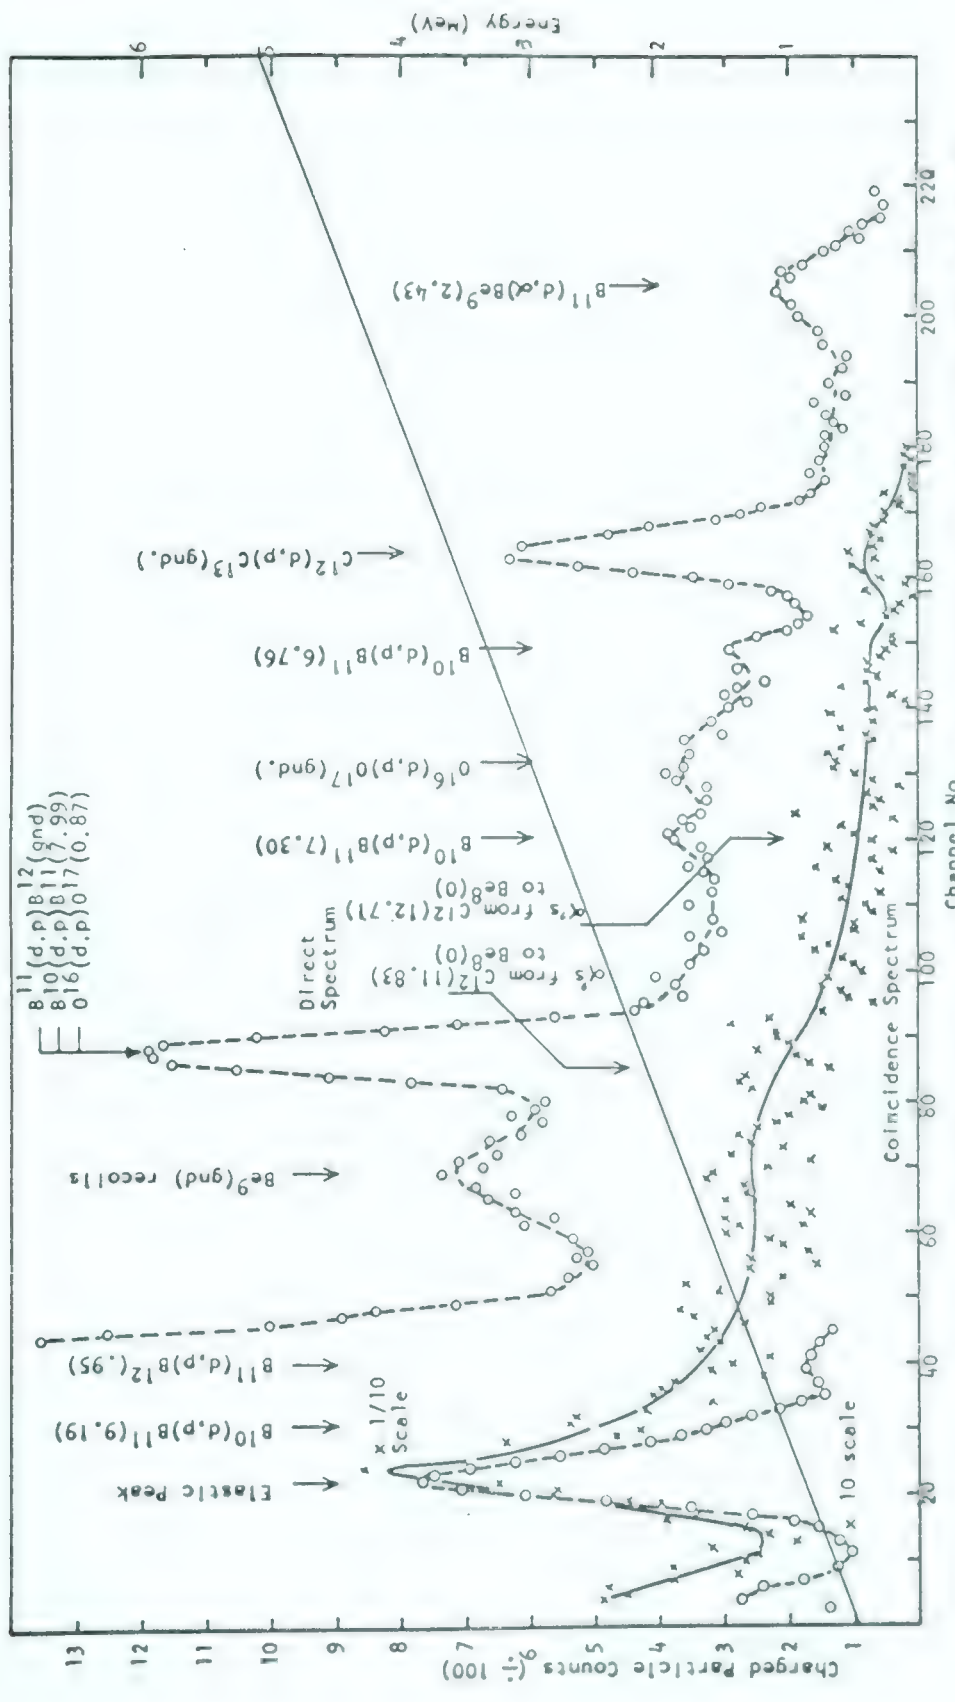 Energy (MeV)
6
5
4
3
2
1
B¹¹(d,p)B¹²(gnd)
B¹⁰(d,p)B¹¹(7.99)
O¹⁶(d,p)O¹⁷(0.87)
Elastic Peak
B¹⁰(d,p)B¹¹(9.19)
B¹¹(d,p)B¹²(.95)
Be⁹(gnd) recoils
Direct
Spectrum
α's from C¹²(11.83)
to Be⁸(0)
α's from C¹²(12.71)
to Be⁸(0)
B¹⁰(d,p)B¹¹(7.30)
O¹⁶(d,p)O¹⁷(gnd.)
B¹⁰(d,p)B¹¹(6.76)
C¹²(d,p)C¹³(gnd.)
B¹¹(d,α)Be⁹(2.43)
x 1/10
Scale
x 10 scale
Coincidence Spectrum
Charged Particle Counts (÷ 100)
13
12
11
10
9
8
7
6
5
4
3
2
1
20
40
60
80
100
120
140
160
180
200
220
Channel No